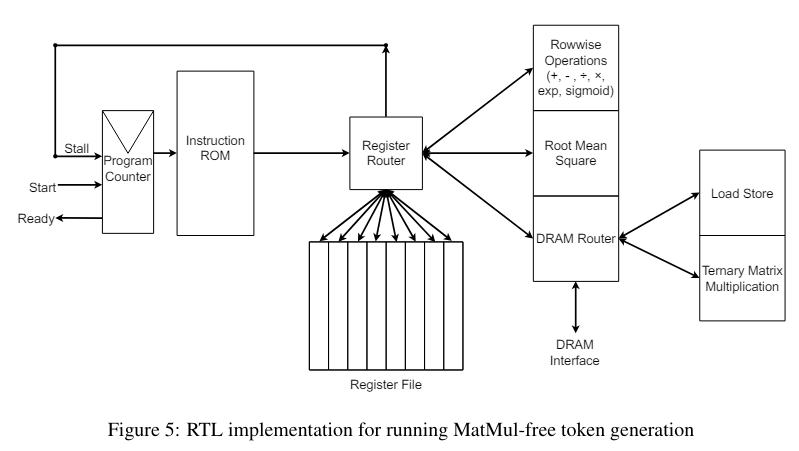 Rowwise
Operations
(+, - , ÷, ×,
exp, sigmoid)
Stall
Program
Counter
Start
Ready
Instruction
ROM
Register
Router
Root Mean
Square
DRAM Router
Load Store
Ternary Matrix
Multiplication
DRAM
Interface
Register File
Figure 5: RTL implementation for running MatMul-free token generation